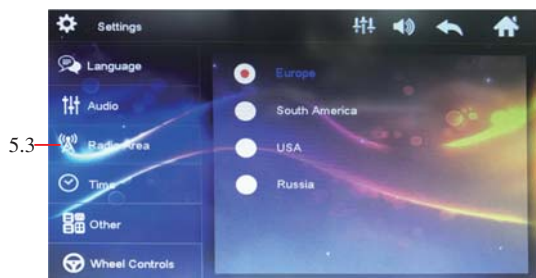 Settings
Language
Audio
Radio Area
Time
Other
Wheel Controls
Europe
South America
USA
Russia
5.3